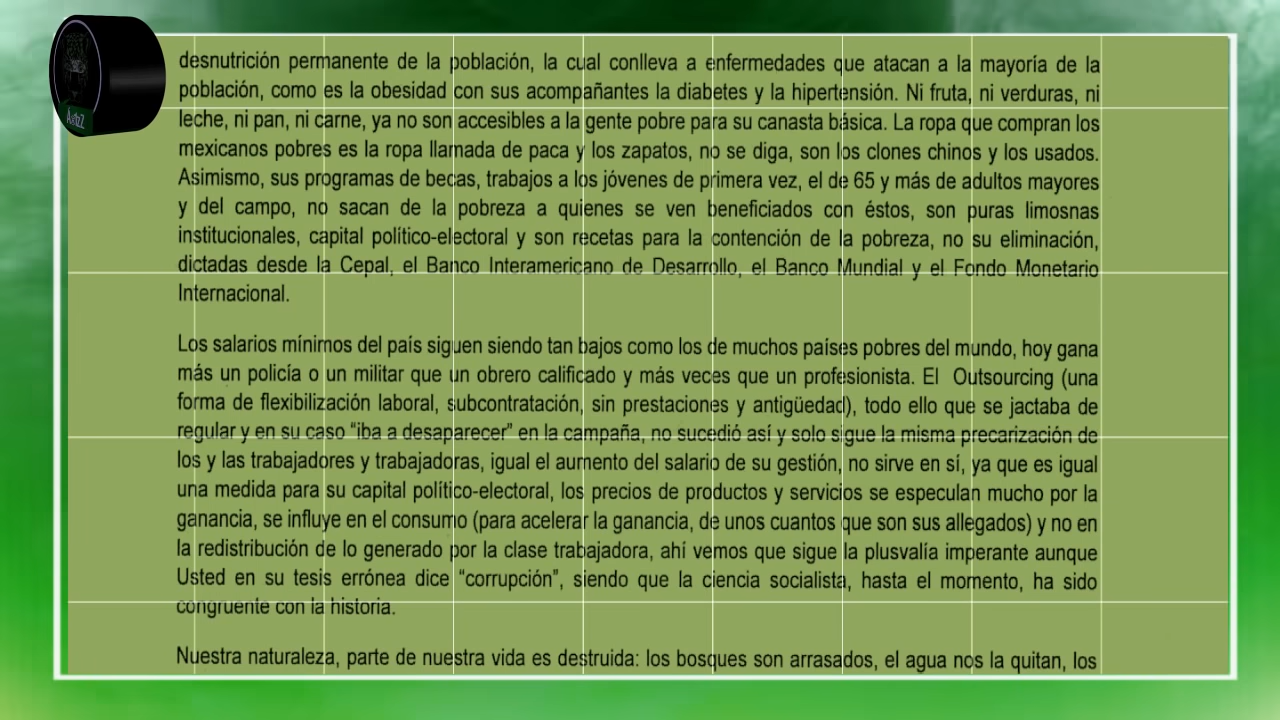 desnutrición permanente de la población, la cual conlleva a enfermedades que atacan a la mayoría de la
población, como es la obesidad con sus acompañantes la diabetes y la hipertensión. Ni fruta, ni verduras, ni
leche, ni pan, ni carne, ya no son accesibles a la gente pobre para su canasta básica. La ropa que compran los
mexicanos pobres es la ropa llamada de paca y los zapatos, no se diga, son los clones chinos y los usados.
Asimismo, sus programas de becas, trabajos a los jóvenes de primera vez, el de 65 y más de adultos mayores
y del campo, no sacan de la pobreza a quienes se ven beneficiados con éstos, son puras limosnas
institucionales, capital político-electoral y son recetas para la contención de la pobreza, no su eliminación,
dictadas desde la Cepal, el Banco Interamericano de Desarrollo, el Banco Mundial y el Fondo Monetario
Internacional.
Los salarios mínimos del país siguen siendo tan bajos como los de muchos países pobres del mundo, hoy gana
más un policía o un militar que un obrero calificado y más veces que un profesionista. El Outsourcing (una
forma de flexibilización laboral, subcontratación, sin prestaciones y antigüedad), todo ello que se jactaba de
regular y en su caso “iba a desaparecer” en la campaña, no sucedió así y solo sigue la misma precarización de
los y las trabajadores y trabajadoras, igual el aumento del salario de su gestión, no sirve en sí, ya que es igual
una medida para su capital político-electoral, los precios de productos y servicios se especulan mucho por la
ganancia, se influye en el consumo (para acelerar la ganancia, de unos cuantos que son sus allegados) y no en
la redistribución de lo generado por la clase trabajadora, ahí vemos que sigue la plusvalía imperante aunque
Usted en su tesis errónea dice “corrupción”, siendo que la ciencia socialista, hasta el momento, ha sido
congruente con la historia.
Nuestra naturaleza, parte de nuestra vida es destruida: los bosques son arrasados, el agua nos la quitan, los